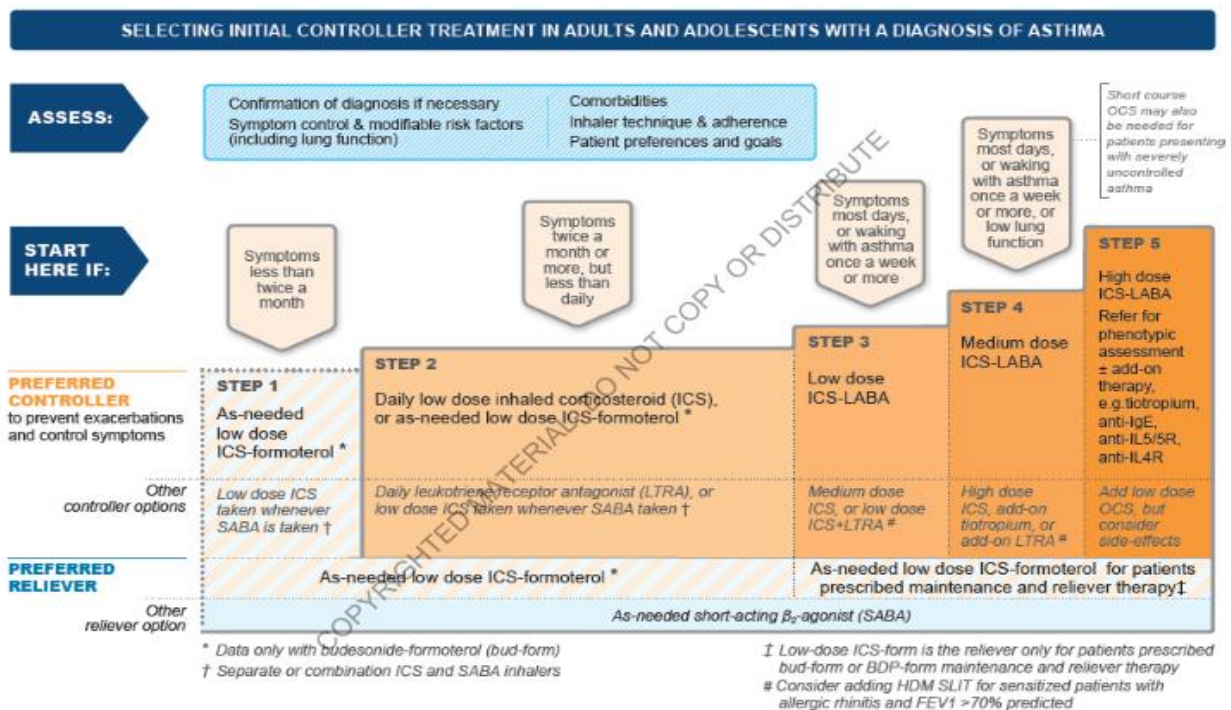 SELECTING INITIAL CONTROLLER TREATMENT IN ADULTS AND ADOLESCENTS WITH A DIAGNOSIS OF ASTHMA
ASSESS:
Confirmation of diagnosis if necessary
Symptom control & modifiable risk factors
(including lung function)
Comorbidities
Inhaler technique & adherence
Patient preferences and goals
Short course
OCS may also
be needed for
patients presenting
with severely
uncontrolled
asthma
START
HERE IF:
Symptoms
less than
twice a
month
Symptoms
twice a
month or
more, but
less than
daily
Symptoms
most days,
or waking
with asthma
once a week
or more
Symptoms
most days,
or waking
with asthma
once a week
or more, or
low lung
function
PREFERRED
CONTROLLER
to prevent exacerbations
and control symptoms
STEP 1
As-needed
low dose
ICS-formoterol *
STEP 2
Daily low dose inhaled corticosteroid (ICS),
or as-needed low dose ICS-formoterol *
STEP 3
Low dose
ICS-LABA
STEP 4
Medium dose
ICS-LABA
STEP 5
High dose
ICS-LABA
Refer for
phenotypic
assessment
± add-on
therapy,
e.g.tiotropium,
anti-IgE,
anti-IL5/5R,
anti-IL4R
Other
controller options
Low dose ICS
taken whenever
SABA is taken †
Daily leukotriene receptor antagonist (LTRA), or
low dose ICS taken whenever SABA taken †
Medium dose
ICS, or low dose
ICS+LTRA #
High dose
ICS, add-on
tiotropium, or
add-on LTRA #
Add low dose
OCS, but
consider
side-effects
PREFERRED
RELIEVER
As-needed low dose ICS-formoterol *
As-needed low dose ICS-formoterol for patients
prescribed maintenance and reliever therapy‡
Other
reliever option
As-needed short-acting β₂-agonist (SABA)
* Data only with budesonide-formoterol (bud-form)
† Separate or combination ICS and SABA inhalers
‡ Low-dose ICS-form is the reliever only for patients prescribed
bud-form or BDP-form maintenance and reliever therapy
# Consider adding HDM SLIT for sensitized patients with
allergic rhinitis and FEV1 >70% predicted
COPYRIGHTED MATERIAL DO NOT COPY OR DISTRIBUTE